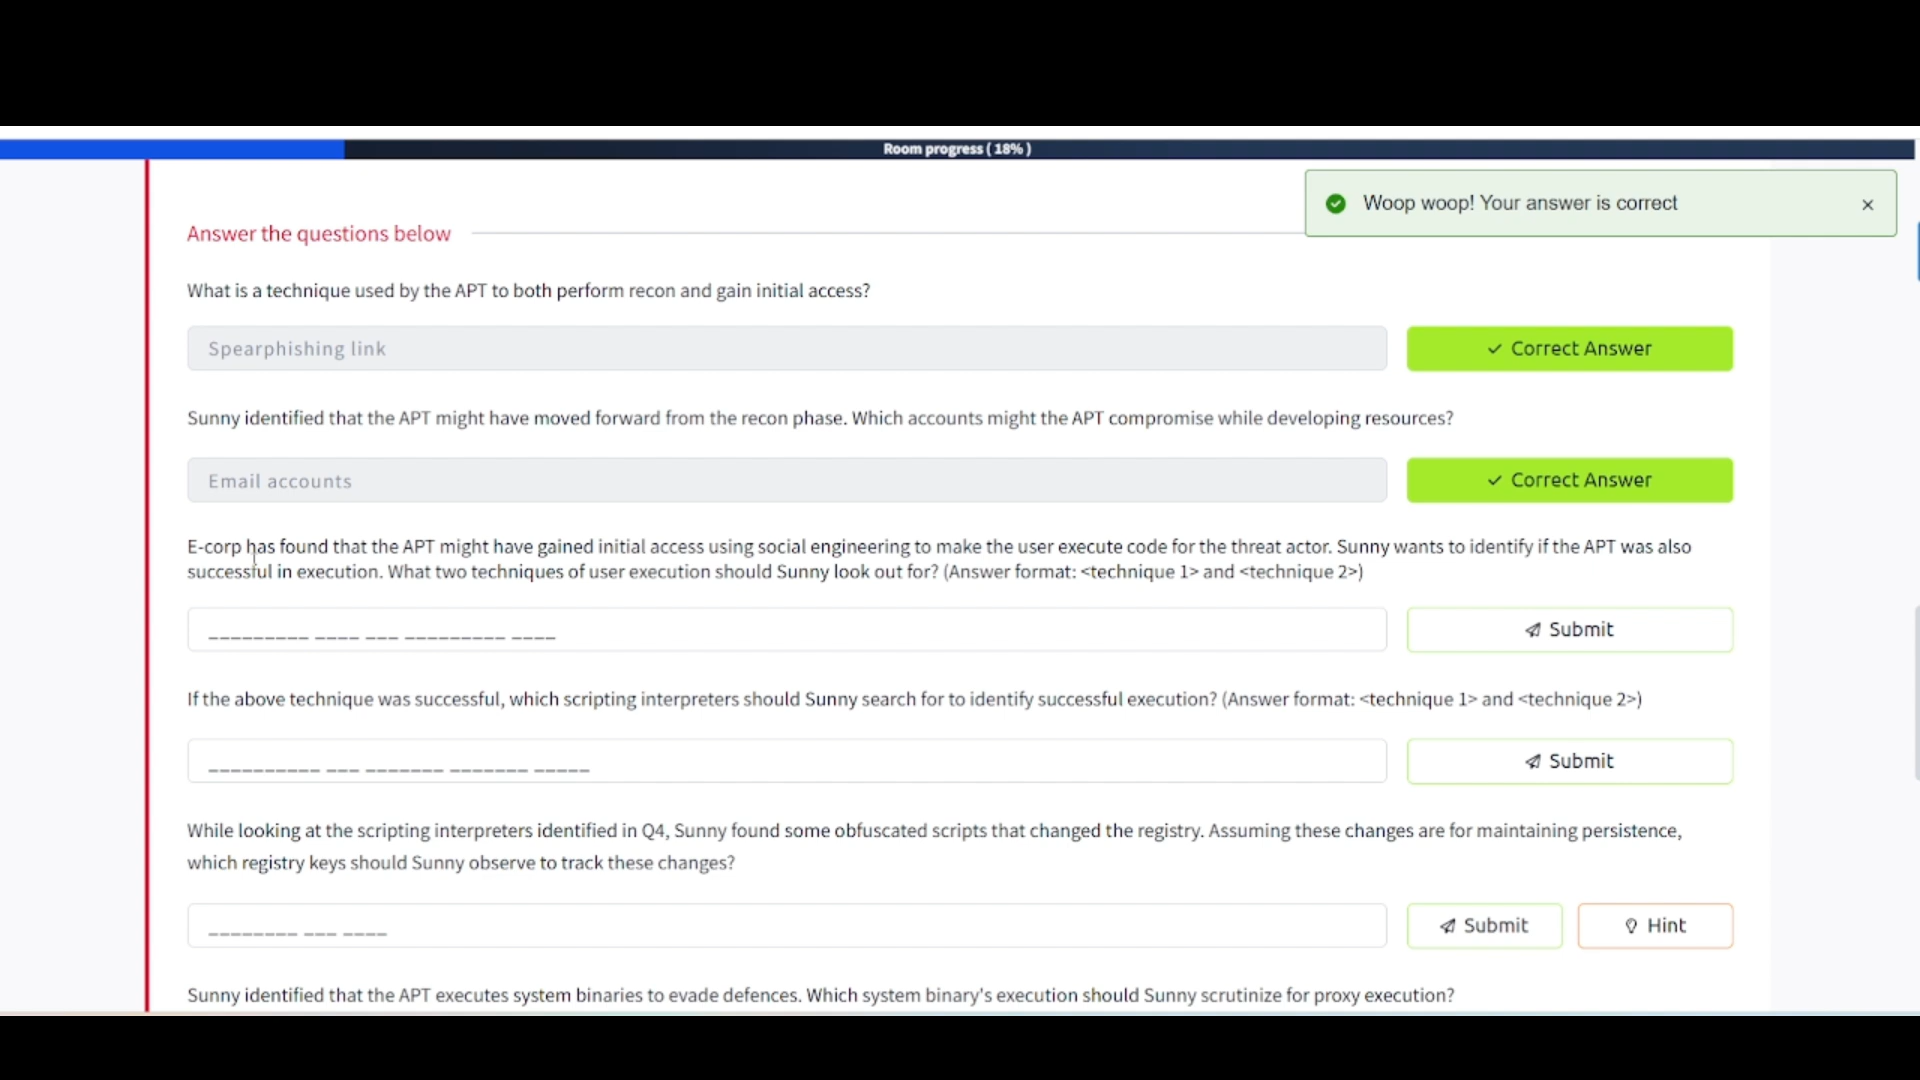 Room progress ( 18% )
Woop woop! Your answer is correct ×
Answer the questions below
What is a technique used by the APT to both perform recon and gain initial access?
Spearphishing link
Correct Answer
Sunny identified that the APT might have moved forward from the recon phase. Which accounts might the APT compromise while developing resources?
Email accounts
Correct Answer
E-corp has found that the APT might have gained initial access using social engineering to make the user execute code for the threat actor. Sunny wants to identify if the APT was also
successful in execution. What two techniques of user execution should Sunny look out for? (Answer format: <technique 1> and <technique 2>)
_________ ____ ___ _________ ____
Submit
If the above technique was successful, which scripting interpreters should Sunny search for to identify successful execution? (Answer format: <technique 1> and <technique 2>)
__________ ___ _______ _______ _____
Submit
While looking at the scripting interpreters identified in Q4, Sunny found some obfuscated scripts that changed the registry. Assuming these changes are for maintaining persistence,
which registry keys should Sunny observe to track these changes?
________ ___ ____
Submit
Hint
Sunny identified that the APT executes system binaries to evade defences. Which system binary's execution should Sunny scrutinize for proxy execution?